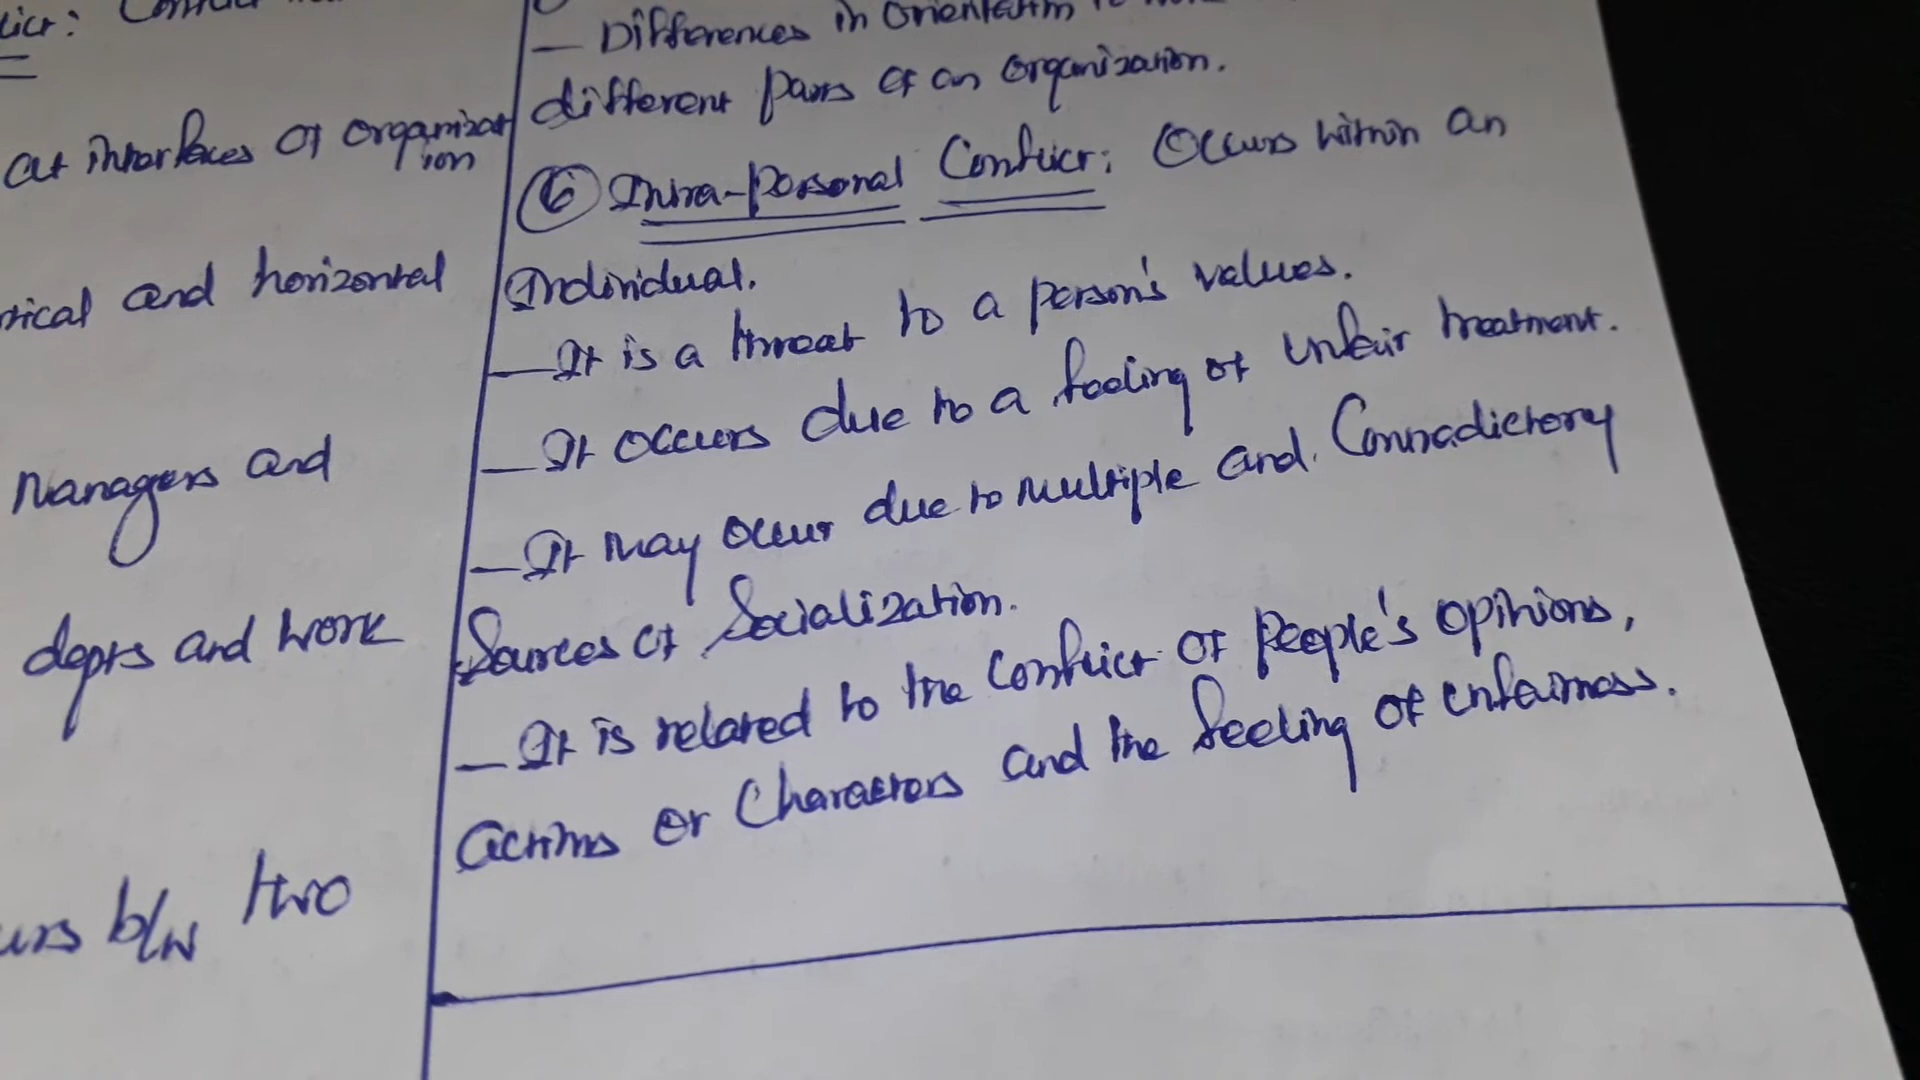 at interfaces of organizat
ion
and horizontal
Managers and
depts and work
b/w two
— Differences in orientation
different parts of an organization.
⑥ Intra-personal Conflict: Occurs within an
Individual.
— It is a threat to a person's values.
— It occurs due to a feeling of unfair treatment.
— It may occur due to multiple and Contradictory
Sources of Socialization.
— It is related to the conflict of people's opinions,
actions or Characters and the feeling of unfairness.